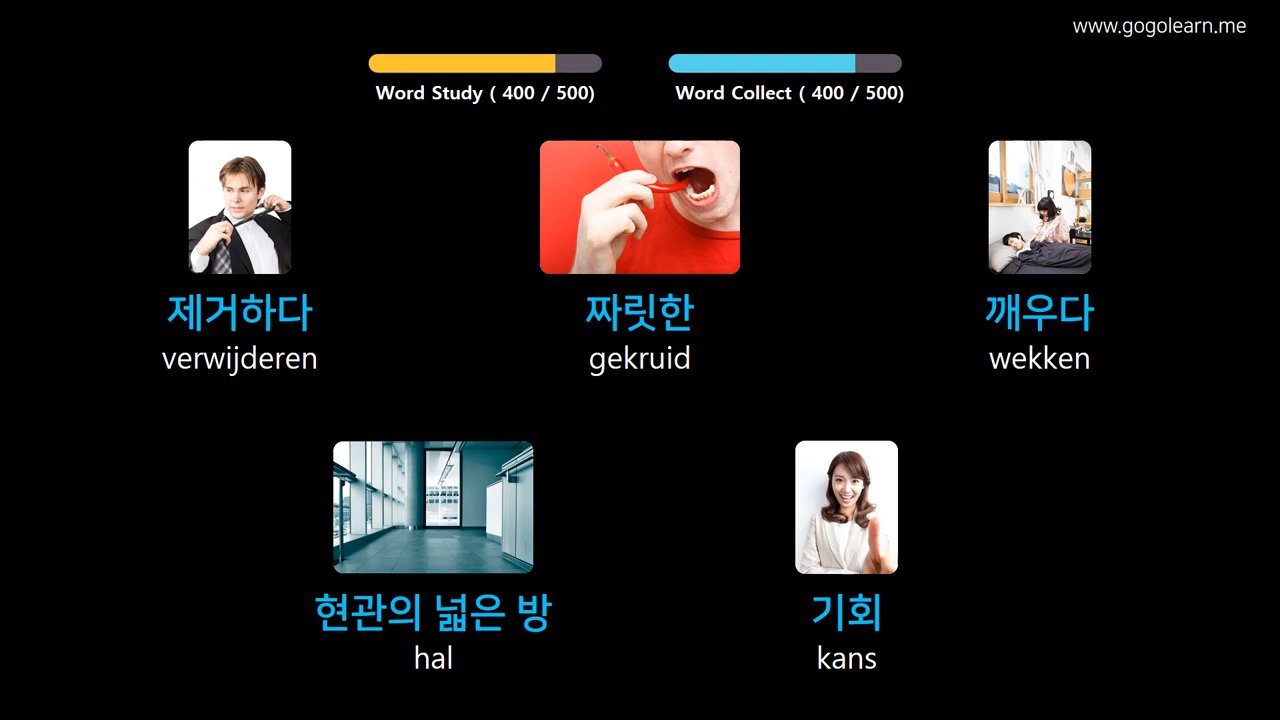 www.gogolearn.me
Word Study ( 400 / 500)
Word Collect ( 400 / 500)
제거하다
verwijderen
짜릿한
gekruid
깨우다
wekken
현관의 넓은 방
hal
기회
kans